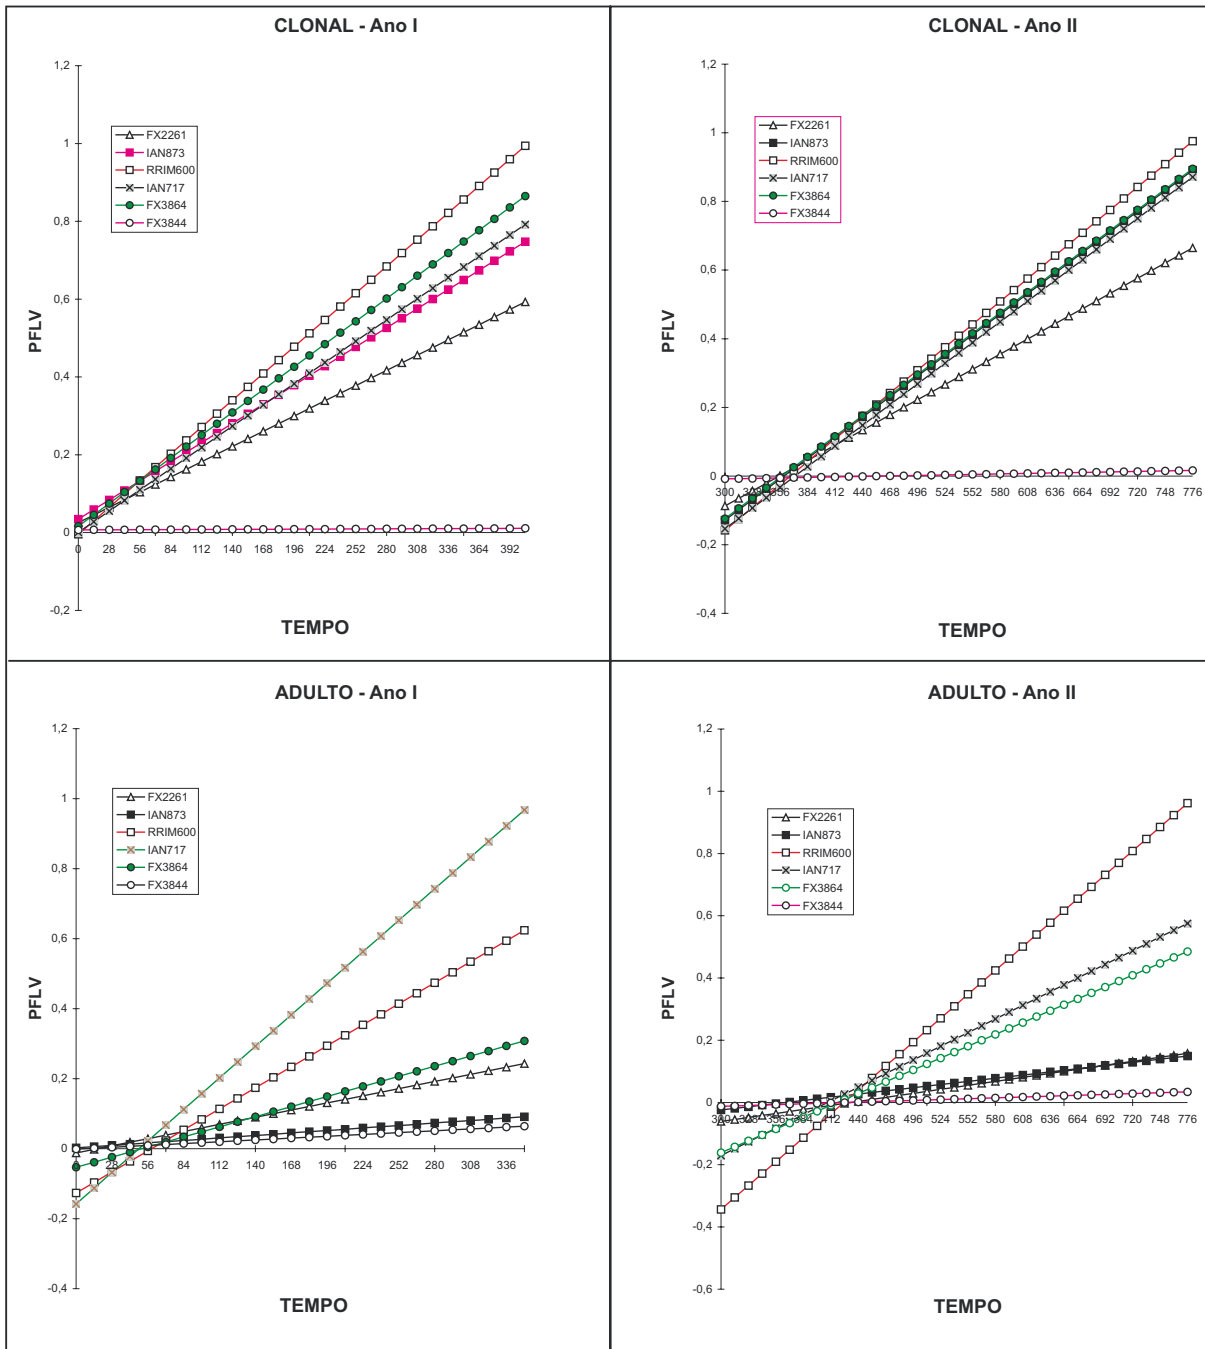 CLONAL - Ano I
1,2
1
0,8
0,6
0,4
0,2
0
-0,2
PFLV
FX2261
IAN873
RRIM600
IAN717
FX3864
FX3844
0 28 56 84 112 140 168 196 224 252 280 308 336 364 392
TEMPO
CLONAL - Ano II
1,2
1
0,8
0,6
0,4
0,2
0
-0,2
-0,4
PFLV
FX2261
IAN873
RRIM600
IAN717
FX3864
FX3844
300 328 356 384 412 440 468 496 524 552 580 608 636 664 692 720 748 776
TEMPO
ADULTO - Ano I
1,2
1
0,8
0,6
0,4
0,2
0
-0,2
-0,4
PFLV
FX2261
IAN873
RRIM600
IAN717
FX3864
FX3844
0 28 56 84 112 140 168 196 224 252 280 308 336
TEMPO
ADULTO - Ano II
1,2
1
0,8
0,6
0,4
0,2
0
-0,2
-0,4
-0,6
PFLV
FX2261
IAN873
RRIM600
IAN717
FX3864
FX3844
300 328 356 384 412 440 468 496 524 552 580 608 636 664 692 720 748 776
TEMPO